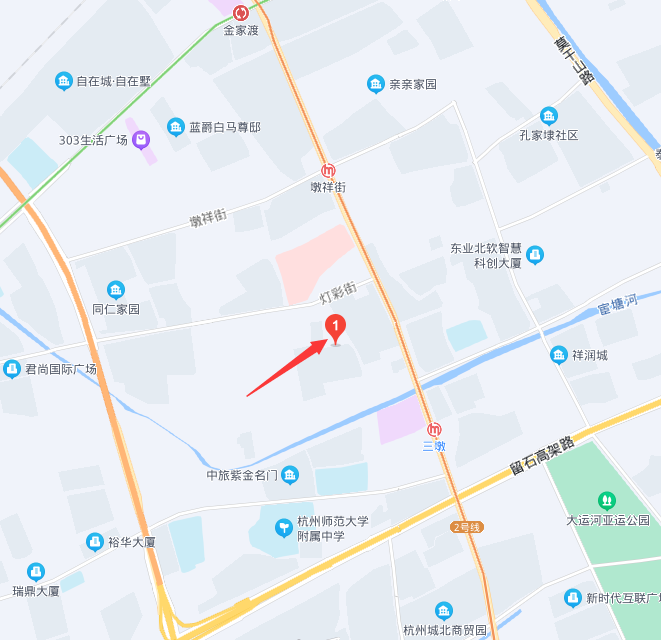 金家渡
莫干山路
自在城·自在墅
亲亲家园
孔家埭社区
蓝爵白马尊邸
303生活广场
墩祥街
墩祥街
东业北软智慧
科创大厦
灯彩街
同仁家园
宦塘河
1
祥润城
君尚国际广场
三墩
留石高架路
中旅紫金名门
大运河亚运公园
杭州师范大学
附属中学
2号线
裕华大厦
瑞鼎大厦
新时代互联广场
杭州城北商贸园